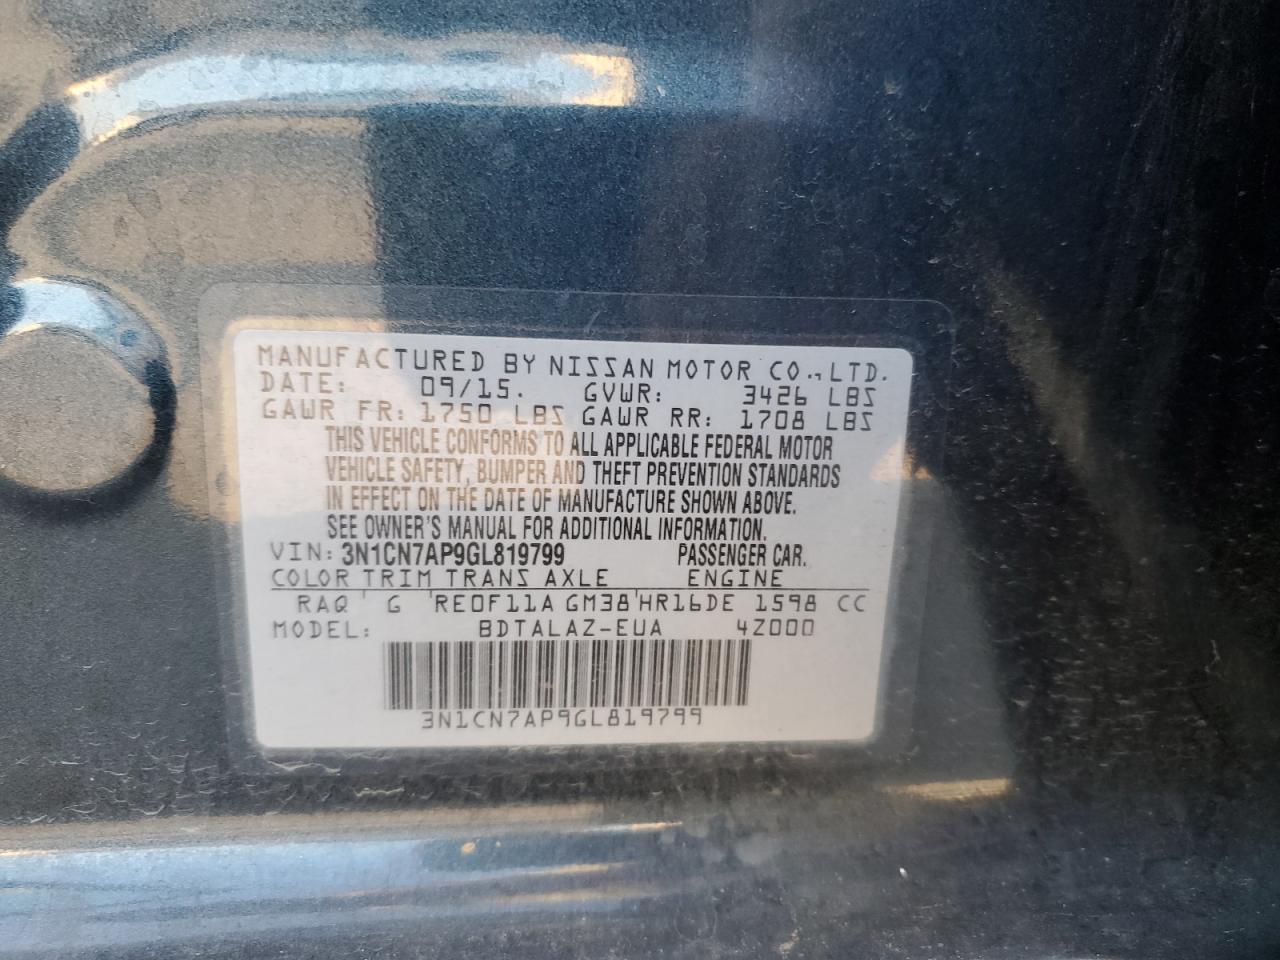 MANUFACTURED BY NISSAN MOTOR CO., LTD.
DATE: 09/15. GVWR: 3426 LBS
GAWR FR: 1750 LBS GAWR RR: 1708 LBS
THIS VEHICLE CONFORMS TO ALL APPLICABLE FEDERAL MOTOR
VEHICLE SAFETY, BUMPER AND THEFT PREVENTION STANDARDS
IN EFFECT ON THE DATE OF MANUFACTURE SHOWN ABOVE.
SEE OWNER'S MANUAL FOR ADDITIONAL INFORMATION.
VIN: 3N1CN7AP9GL819799 PASSENGER CAR.
COLOR TRIM TRANS AXLE ENGINE
RAQ G RE0F11A GM38 HR16DE 1598 CC
MODEL: BDTALAZ-EUA 4Z000
3N1CN7AP9GL819799